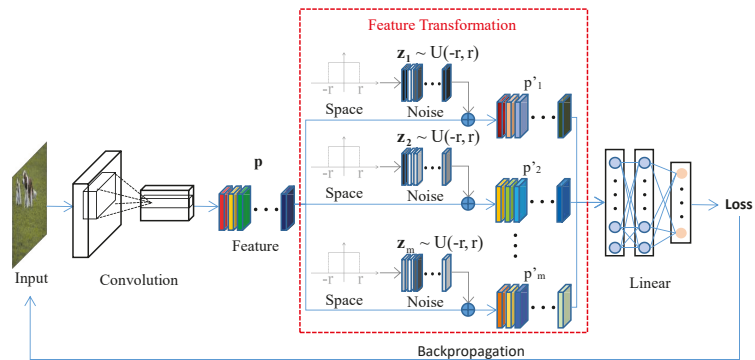 Feature Transformation
z₁ ~ U(-r, r)
-r r
Space
Noise
p'₁
z₂ ~ U(-r, r)
-r r
Space
Noise
p'₂
zₘ ~ U(-r, r)
-r r
Space
Noise
p'ₘ
p
Feature
Input
Convolution
Linear
Loss
Backpropagation